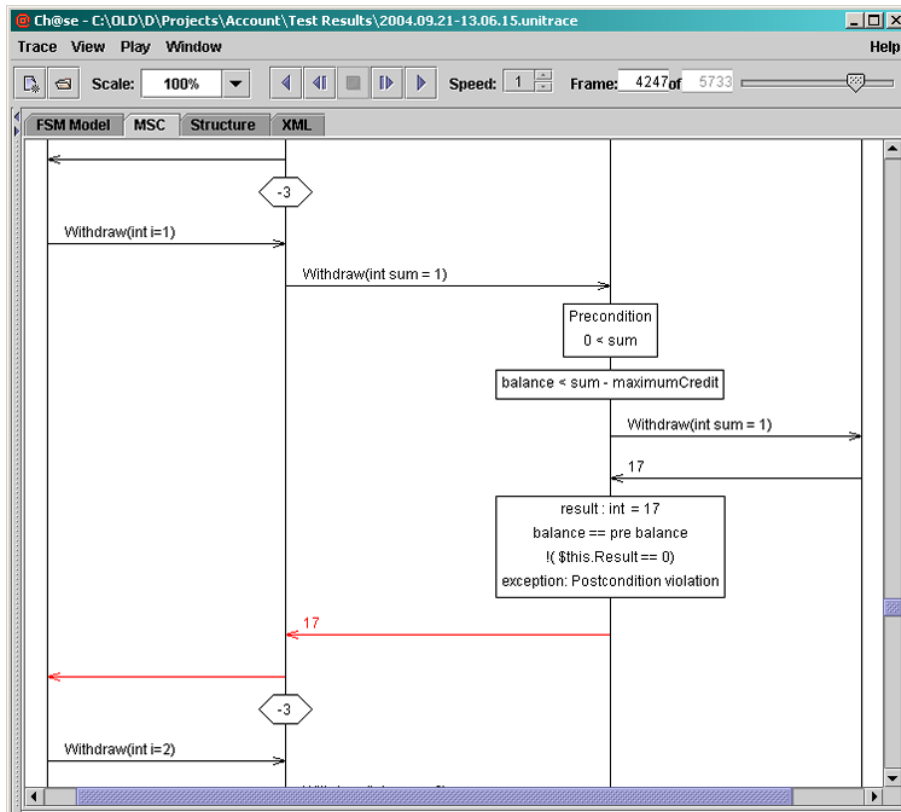 Ch@se - C:\OLD\D\Projects\Account\Test Results\2004.09.21-13.06.15.unitrace
Trace View Play Window Help
Scale: 100% Speed: 1 Frame: 4247 of 5733
FSM Model MSC Structure XML
-3
Withdraw(int i=1)
Withdraw(int sum = 1)
Precondition
0 < sum
balance < sum - maximumCredit
Withdraw(int sum = 1)
17
result : int = 17
balance == pre balance
!( $this.Result == 0)
exception: Postcondition violation
17
-3
Withdraw(int i=2)